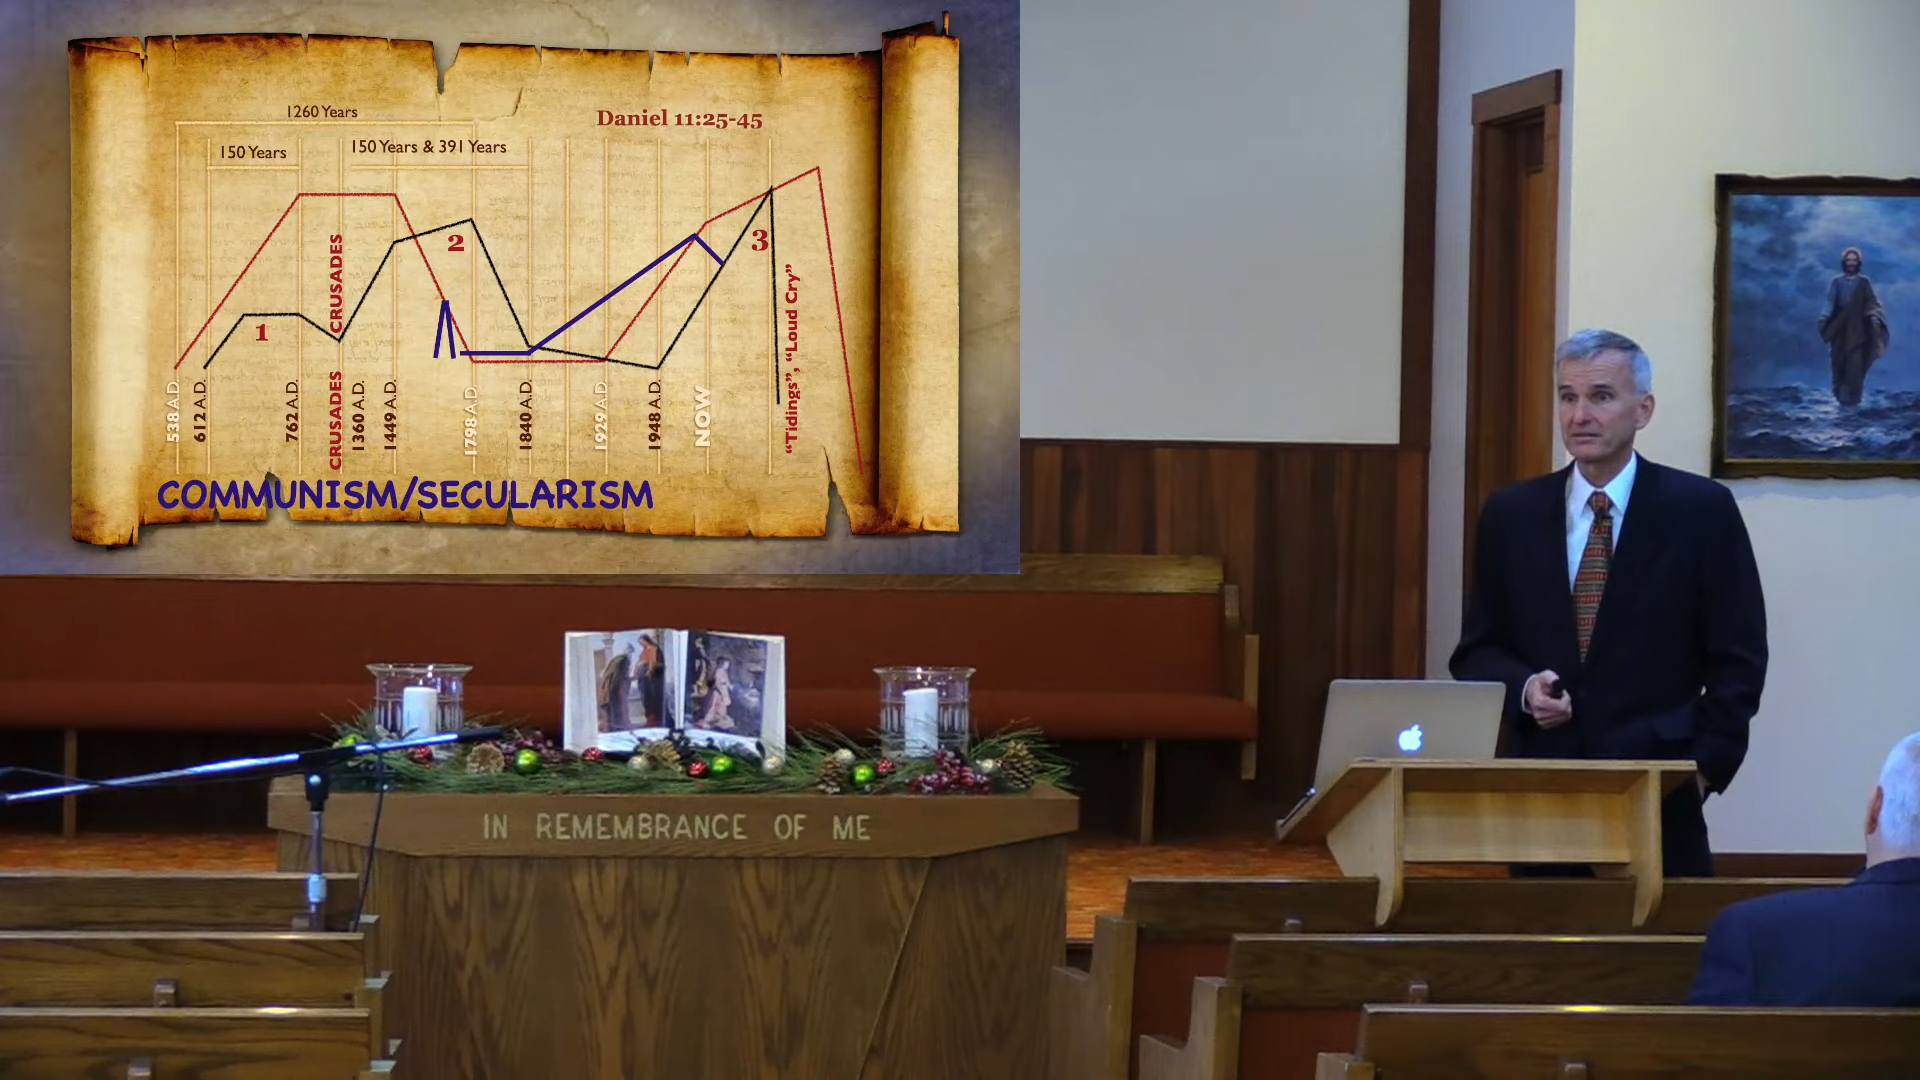 1260 Years
Daniel 11:25-45
150 Years
150 Years & 391 Years
1
2
3
CRUSADES
CRUSADES
"Tidings", "Loud Cry"
538 A.D.
612 A.D.
762 A.D.
1360 A.D.
1449 A.D.
1798 A.D.
1840 A.D.
1929 A.D.
1948 A.D.
NOW
COMMUNISM/SECULARISM
IN REMEMBRANCE OF ME